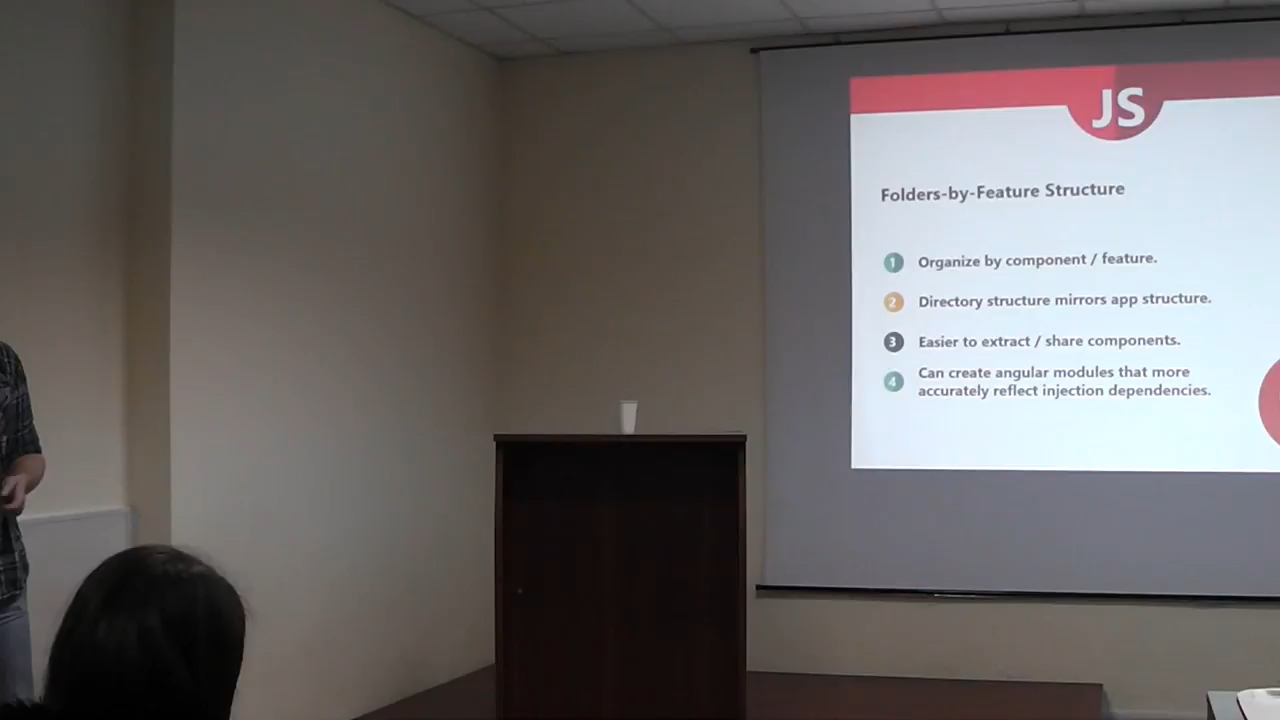 JS
Folders-by-Feature Structure
1 Organize by component / feature.
2 Directory structure mirrors app structure.
3 Easier to extract / share components.
4 Can create angular modules that more
accurately reflect injection dependencies.